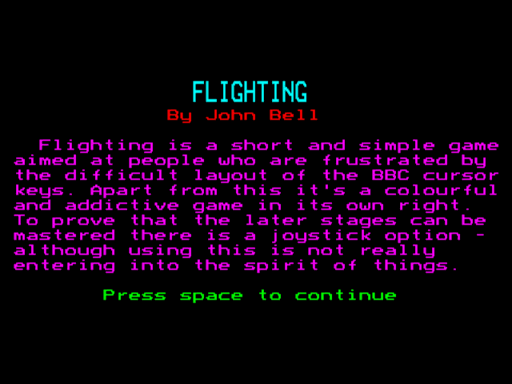 FLIGHTING
By John Bell
Flighting is a short and simple game
aimed at people who are frustrated by
the difficult layout of the BBC cursor
keys. Apart from this it's a colourful
and addictive game in its own right.
To prove that the later stages can be
mastered there is a joystick option -
although using this is not really
entering into the spirit of things.
Press space to continue